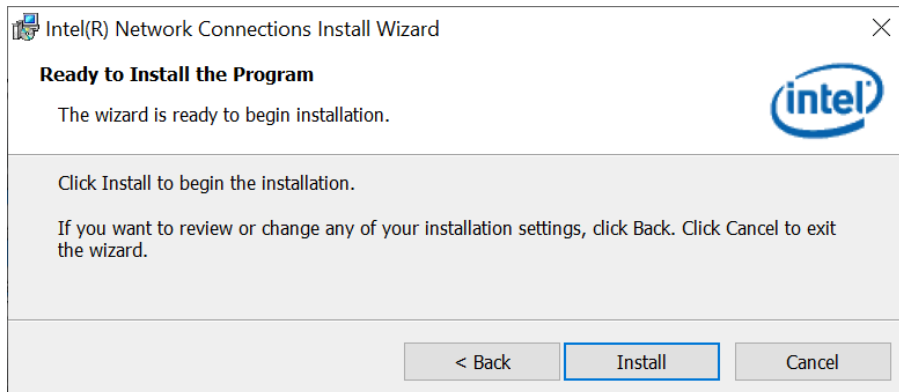 Intel(R) Network Connections Install Wizard
Ready to Install the Program
The wizard is ready to begin installation.
intel
Click Install to begin the installation.
If you want to review or change any of your installation settings, click Back. Click Cancel to exit
the wizard.
< Back
Install
Cancel